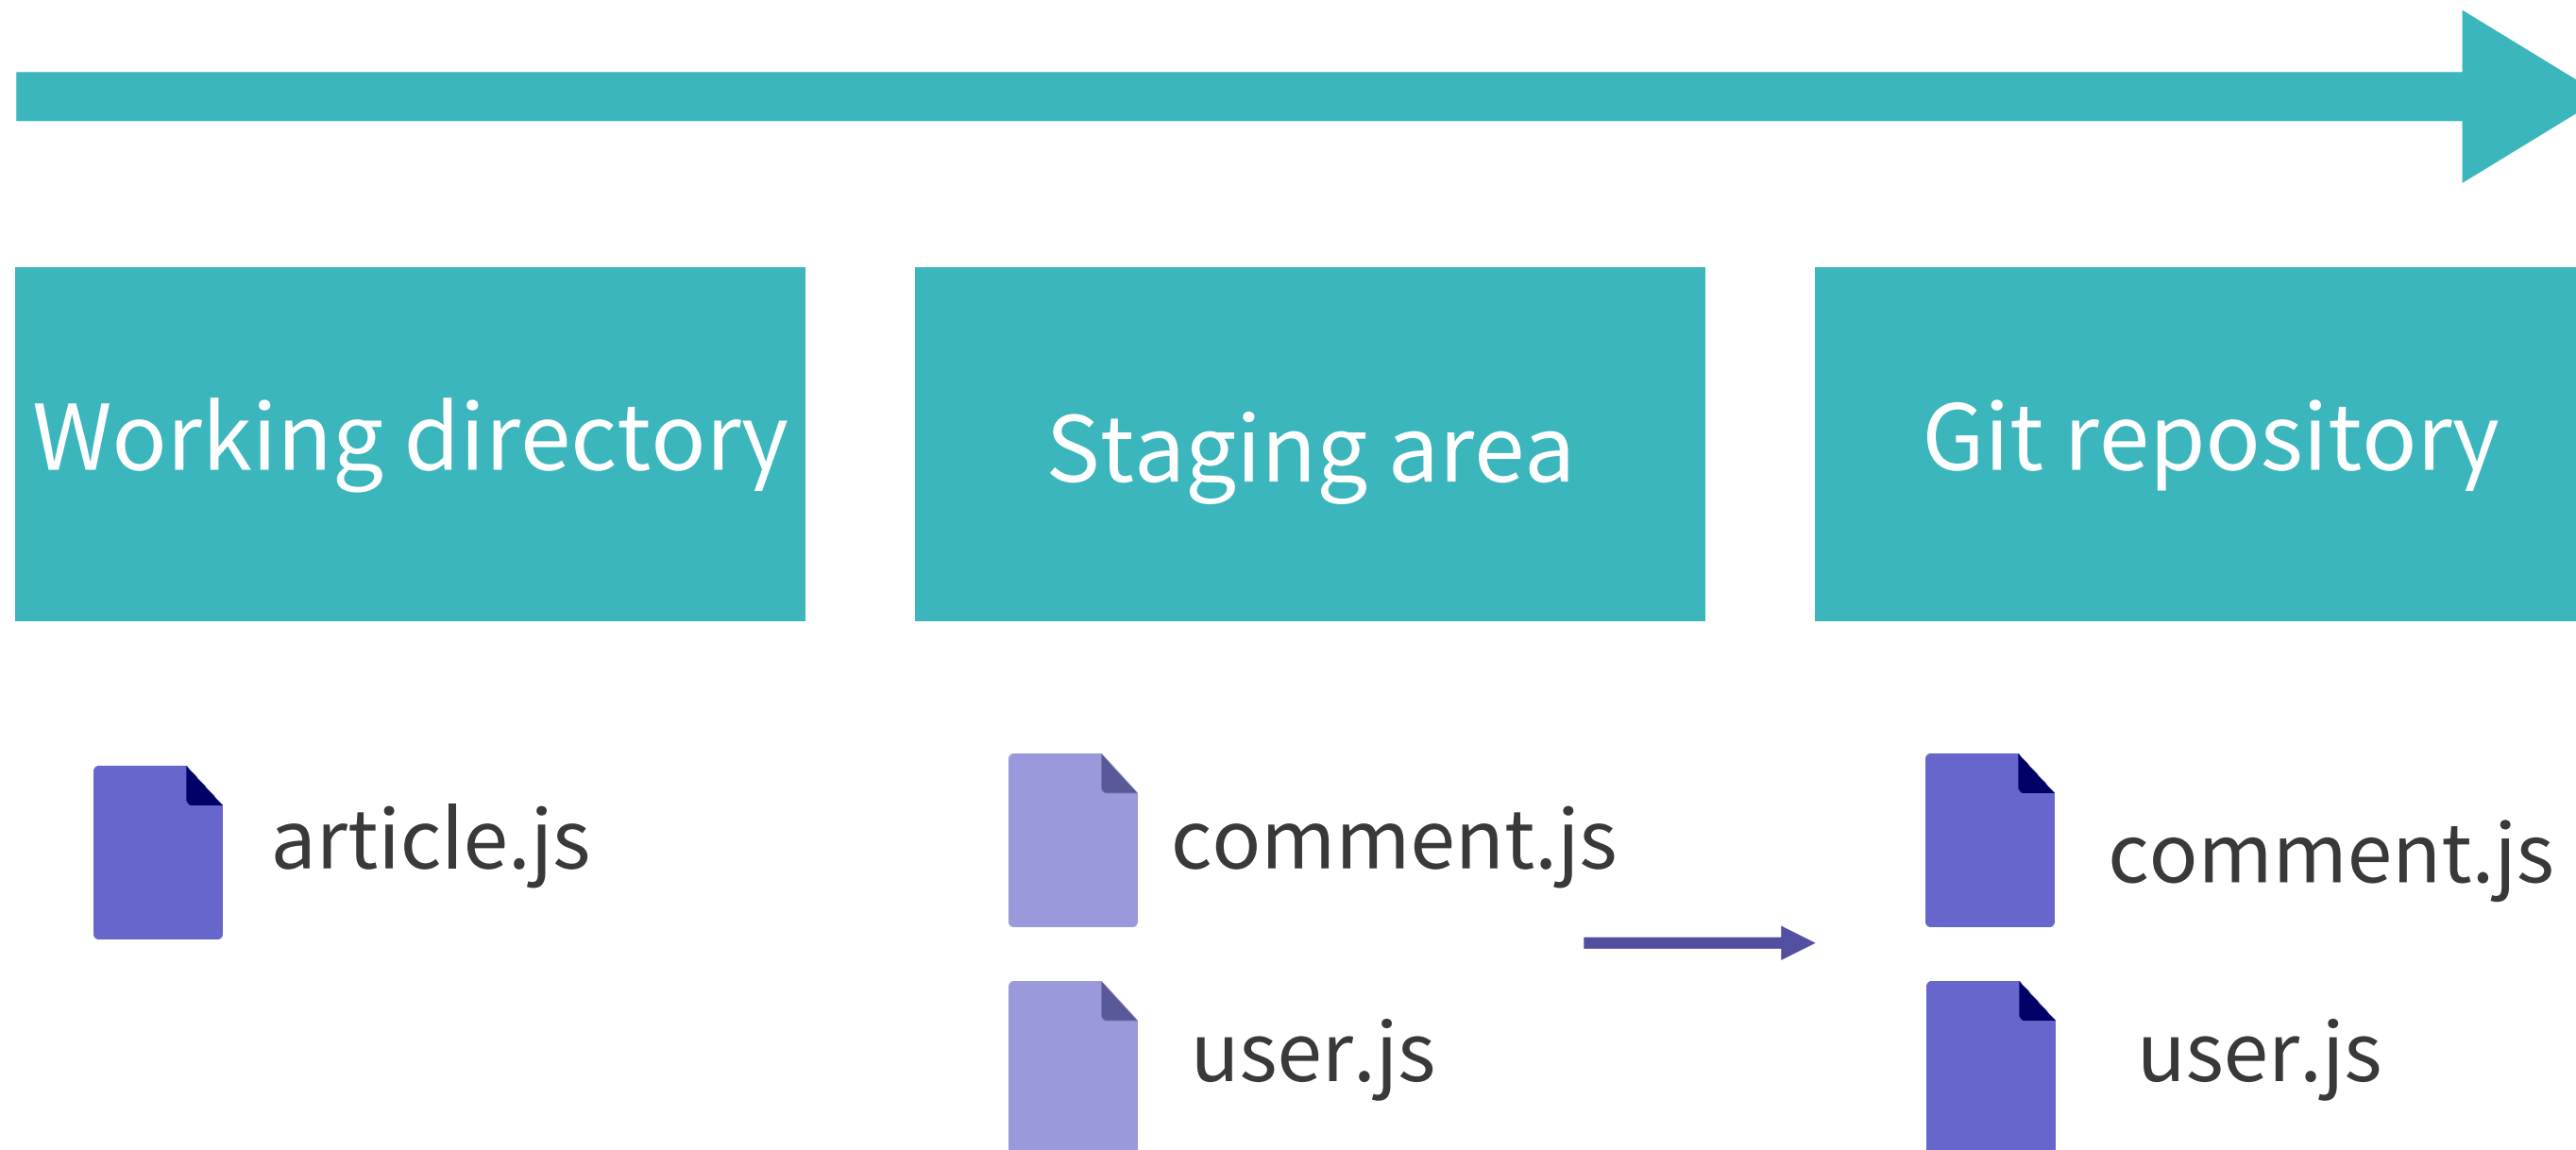 Working directory
Staging area
Git repository
article.js
comment.js
comment.js
user.js
user.js